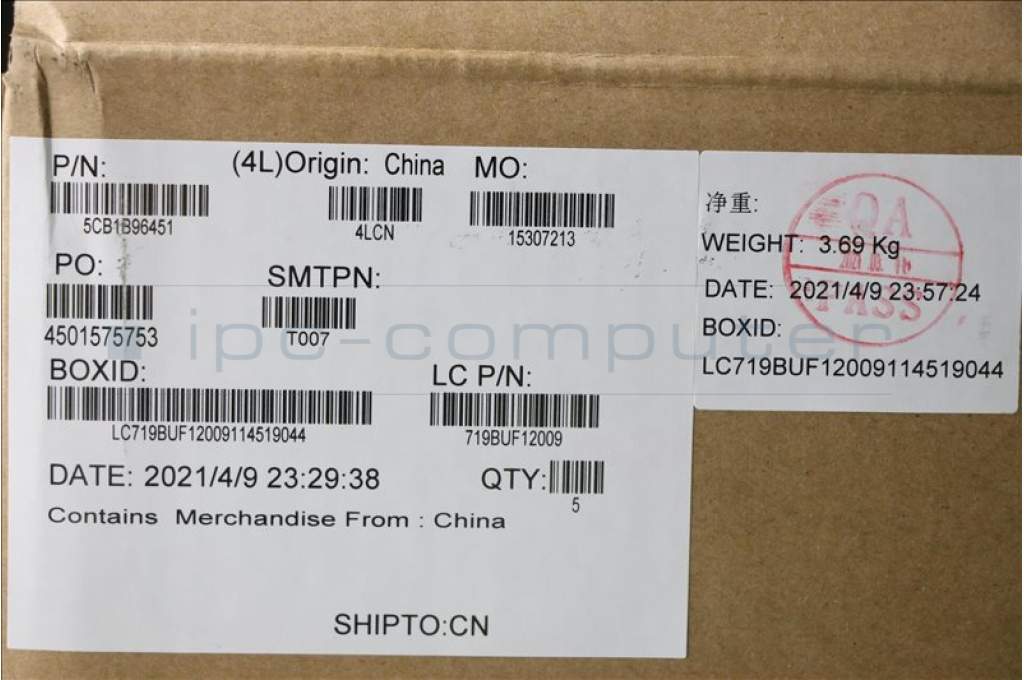 P/N:
5CB1B96451
(4L)Origin: China
4LCN
MO:
15307213
PO:
4501575753
SMTPN:
T007
BOXID:
LC719BUF12009114519044
LC P/N:
719BUF12009
DATE: 2021/4/9 23:29:38
QTY:
5
Contains Merchandise From : China
SHIPTO:CN
净重:
WEIGHT: 3.69 Kg
DATE: 2021/4/9 23:57:24
BOXID:
LC719BUF12009114519044
QA
PASS
ipc-computer